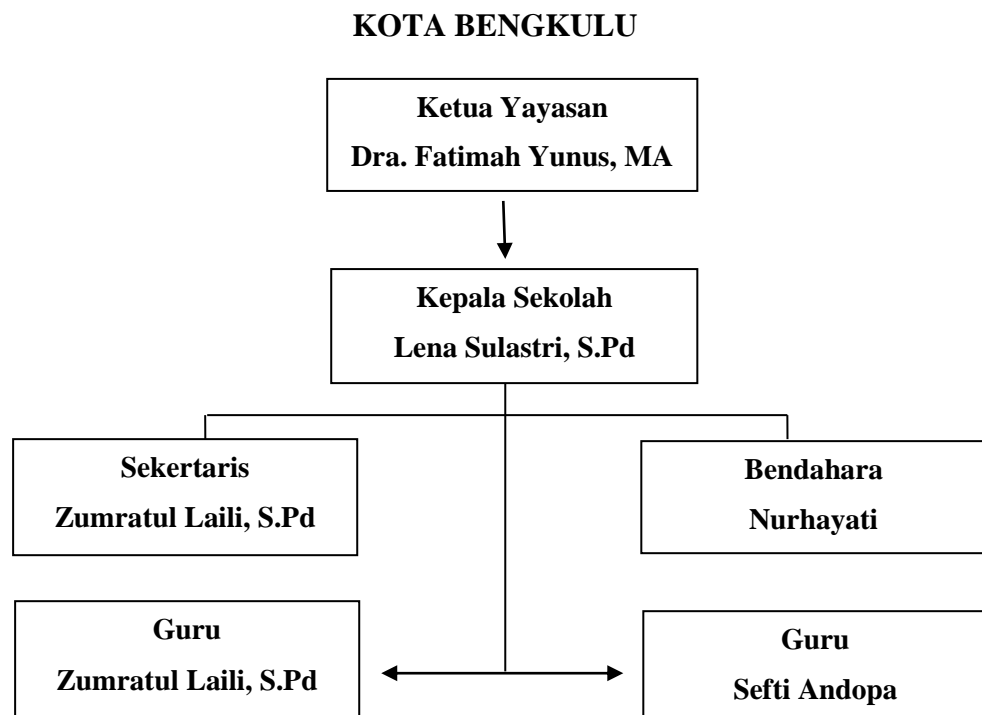 KOTA BENGKULU
Ketua Yayasan
Dra. Fatimah Yunus, MA
Kepala Sekolah
Lena Sulastri, S.Pd
Sekertaris
Zumratul Laili, S.Pd
Bendahara
Nurhayati
Guru
Zumratul Laili, S.Pd
Guru
Sefti Andopa